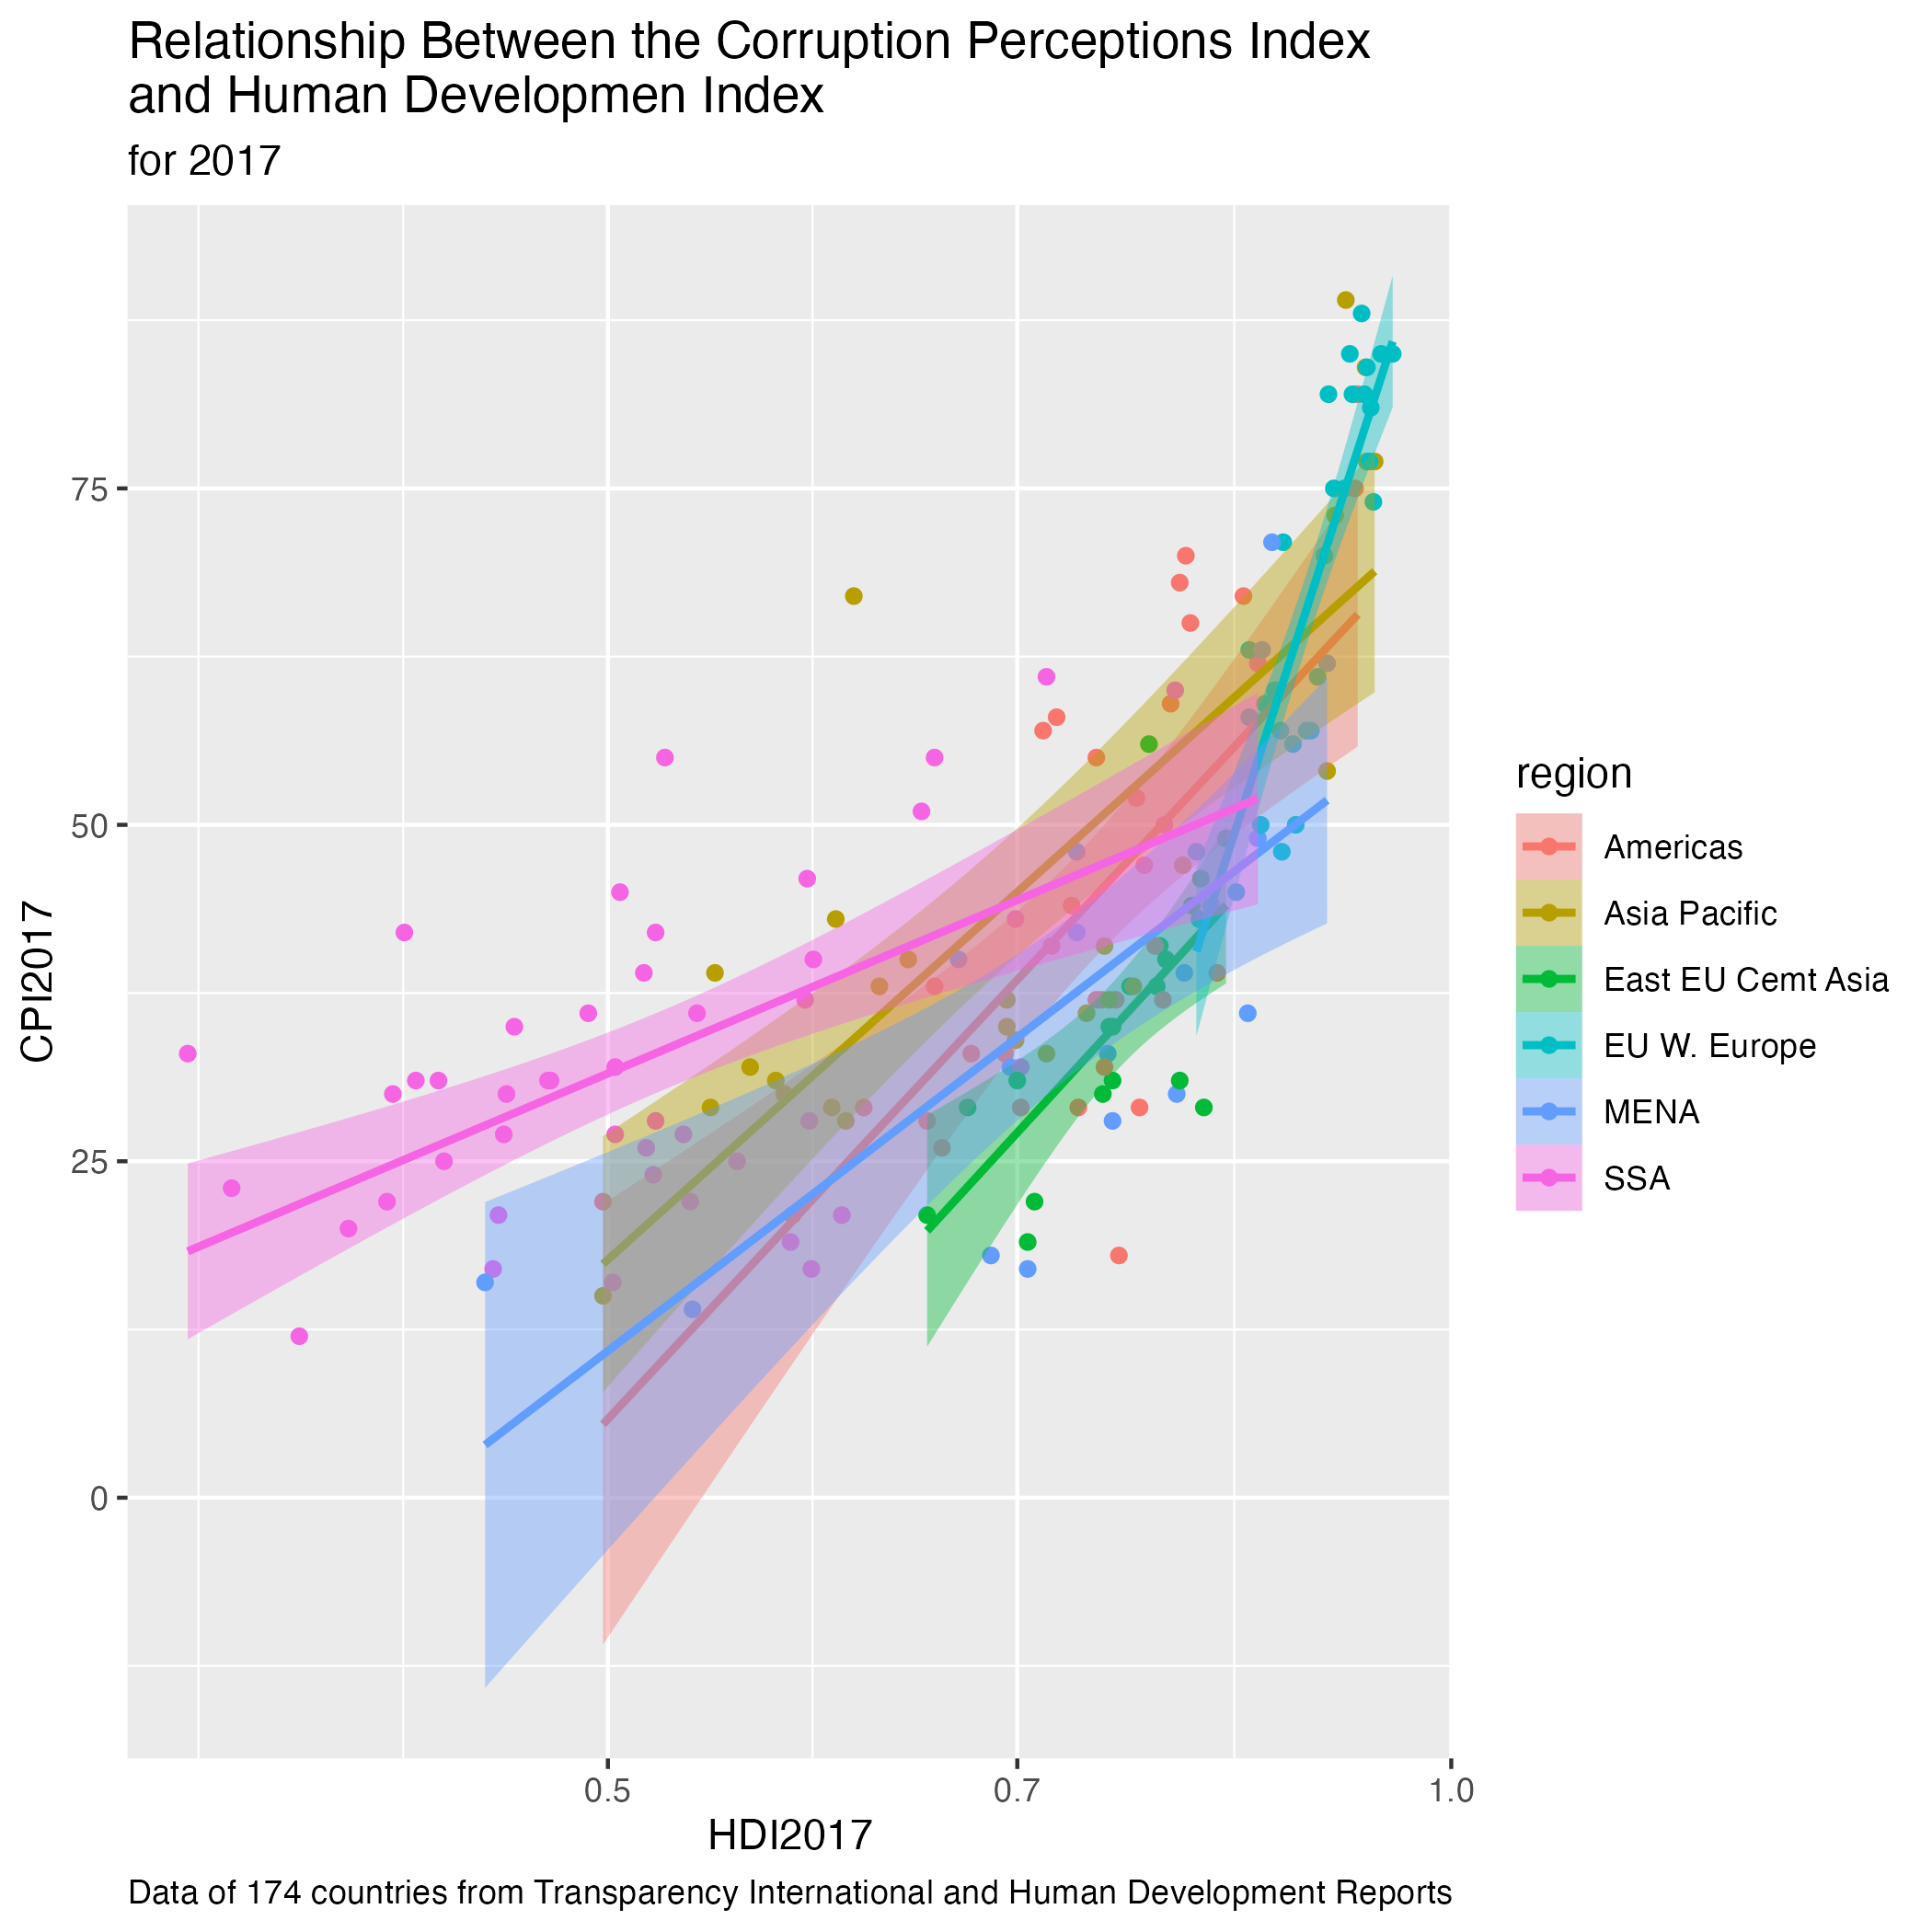 Relationship Between the Corruption Perceptions Index
and Human Developmen Index
for 2017
CPI2017
75
50
25
0
0.5 0.7 1.0
HDI2017
region
Americas
Asia Pacific
East EU Cemt Asia
EU W. Europe
MENA
SSA
Data of 174 countries from Transparency International and Human Development Reports